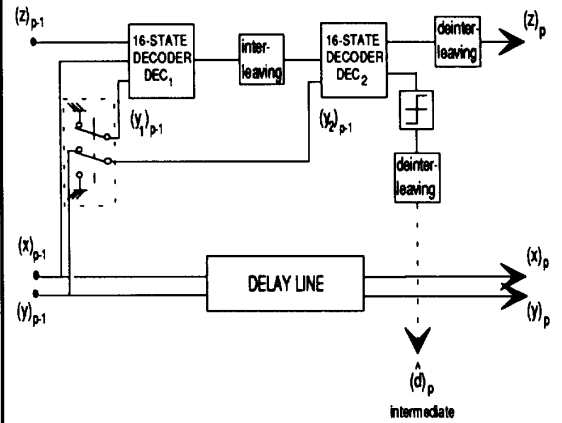 (z)p-1
(z)p
16-STATE
DECODER
DEC1
inter-
leaving
16-STATE
DECODER
DEC2
deinter-
leaving
(y1)p-1
(y2)p-1
deinter-
leaving
(x)p-1
(y)p-1
DELAY LINE
(x)p
(y)p
(d̂)p
intermediate